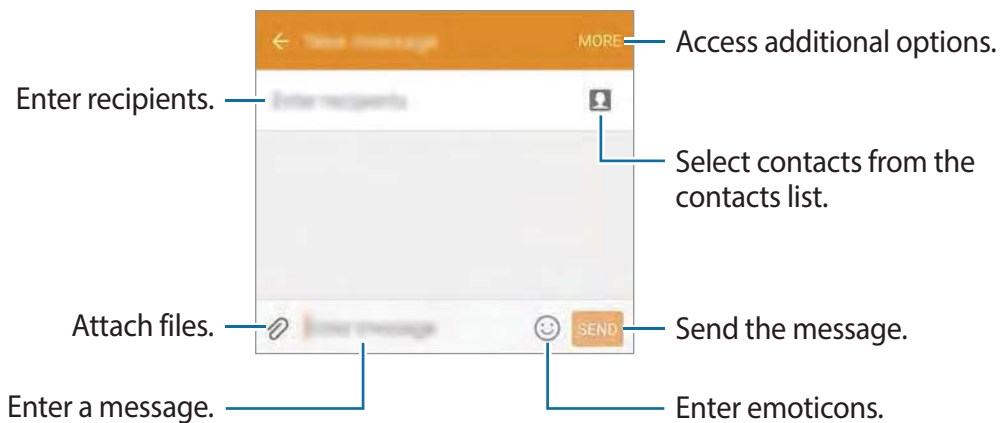 MORE
Access additional options.
Enter recipients.
Select contacts from the
contacts list.
Attach files.
SEND
Send the message.
Enter a message.
Enter emoticons.